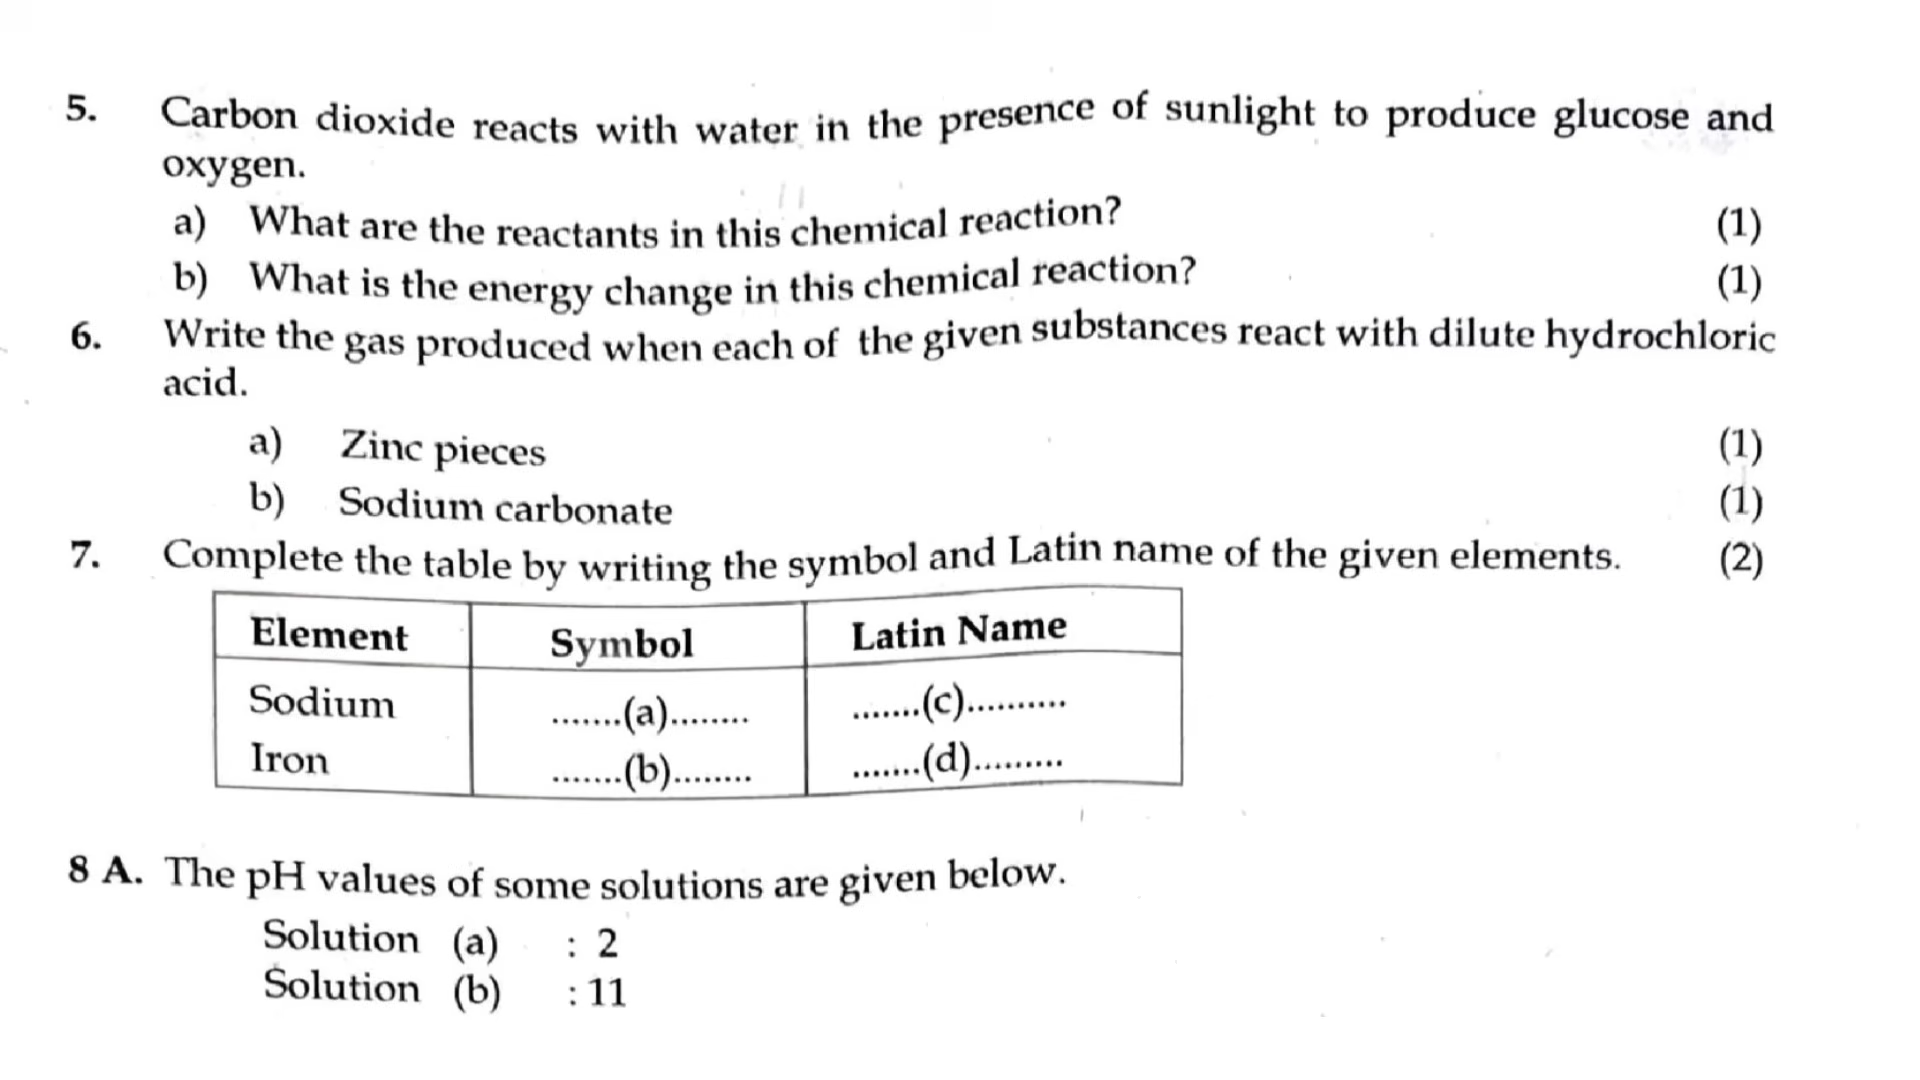 5. Carbon dioxide reacts with water in the presence of sunlight to produce glucose and
oxygen.
a) What are the reactants in this chemical reaction? (1)
b) What is the energy change in this chemical reaction? (1)
6. Write the gas produced when each of the given substances react with dilute hydrochloric
acid.
a) Zinc pieces (1)
b) Sodium carbonate (1)
7. Complete the table by writing the symbol and Latin name of the given elements. (2)
Element Symbol Latin Name
Sodium .......(a)........ .......(c)...........
Iron .......(b)........ .......(d).........
8 A. The pH values of some solutions are given below.
Solution (a) : 2
Solution (b) : 11